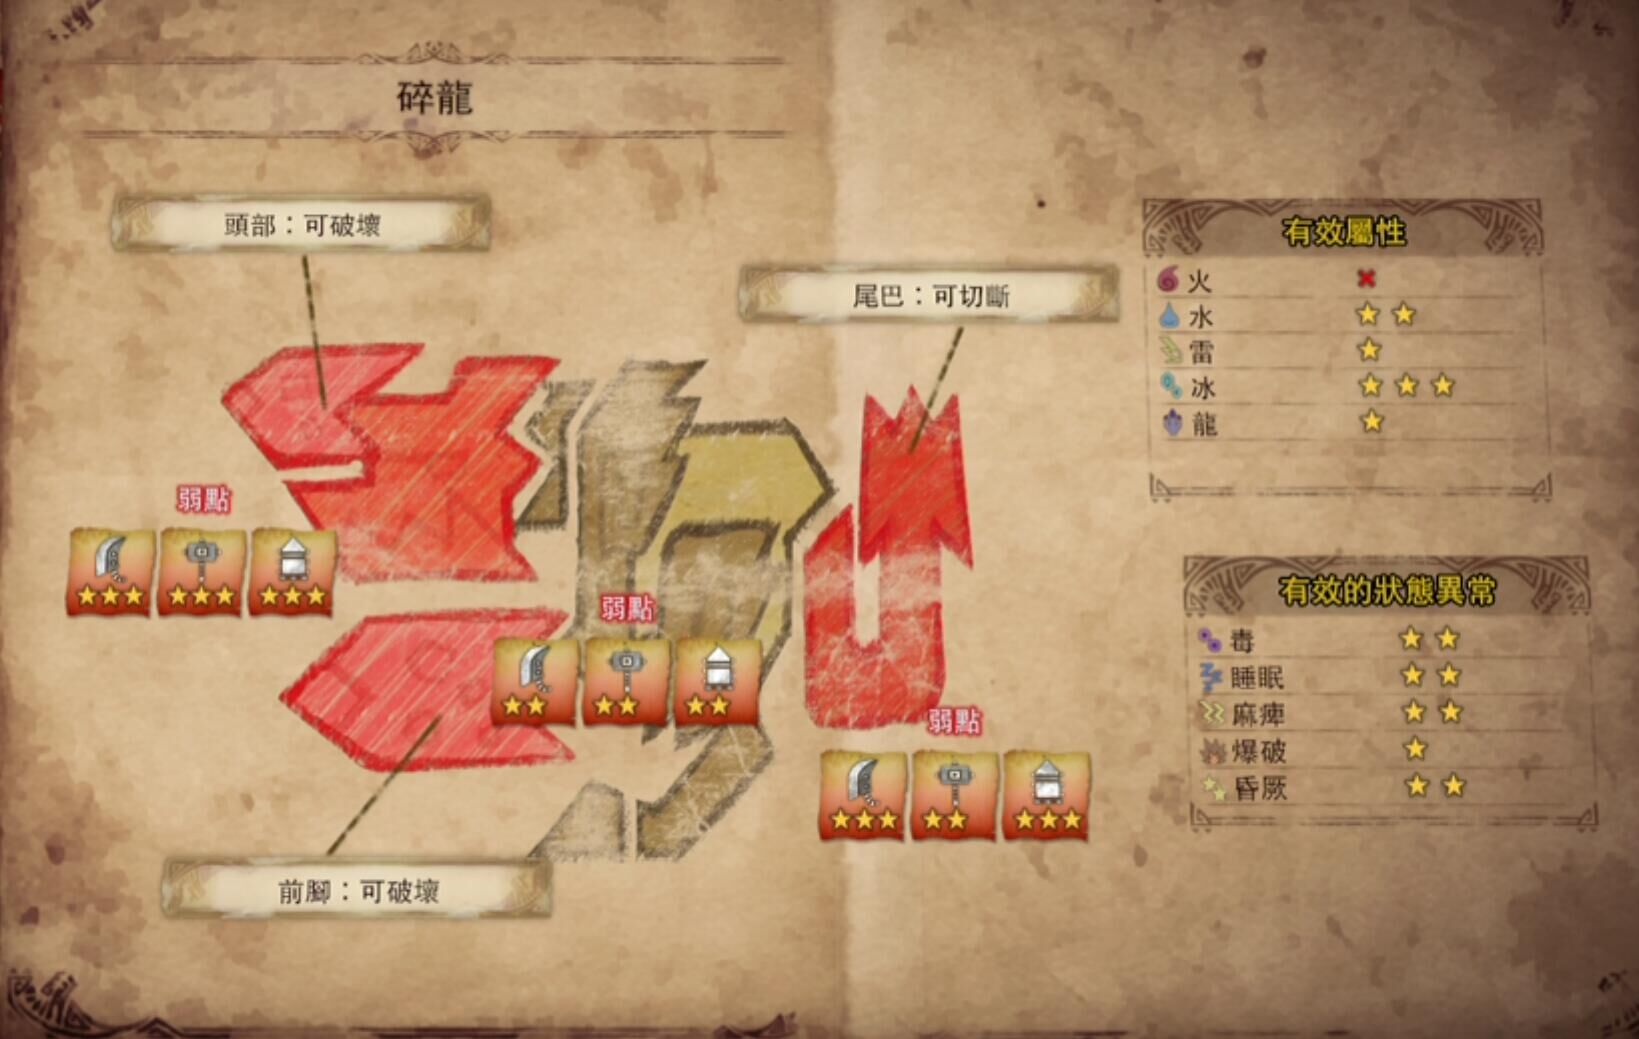 碎龍
頭部：可破壞
尾巴：可切斷
有效屬性
火
水
雷
冰
龍
弱點
弱點
弱點
前腳：可破壞
有效的狀態異常
毒
睡眠
麻痺
爆破
昏厥